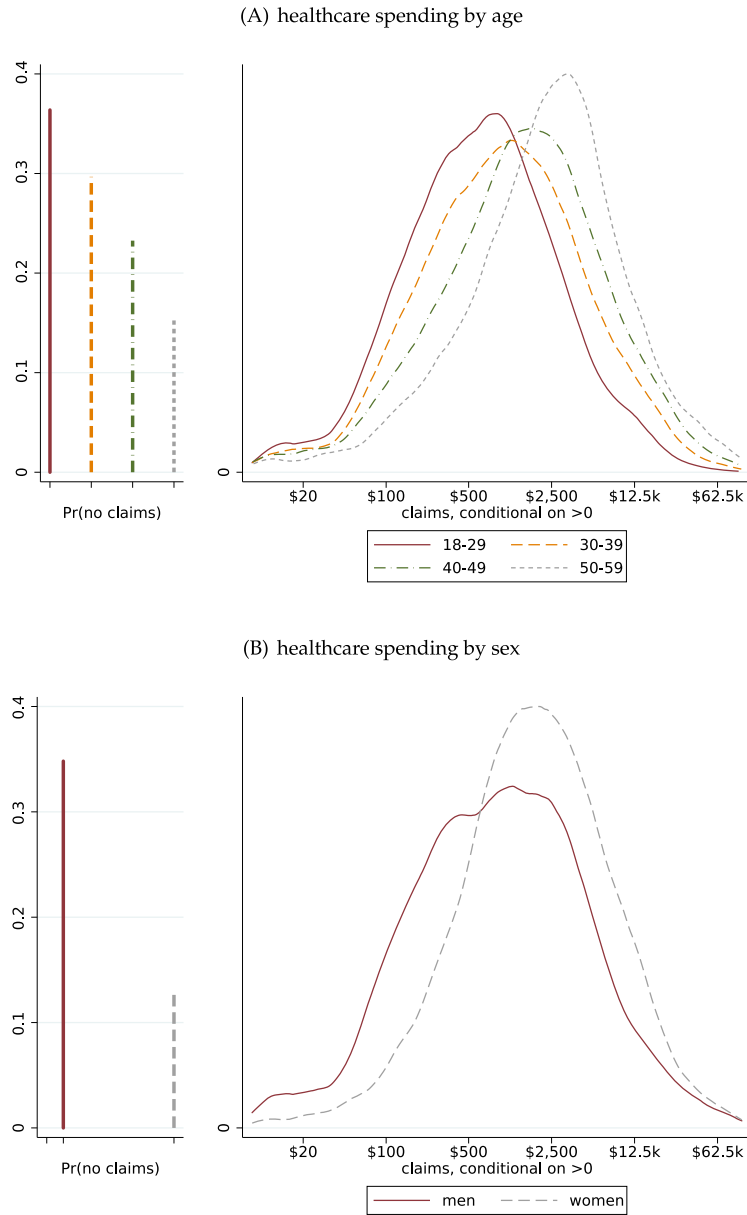 (A) healthcare spending by age
0.4
0.3
0.2
0.1
0
Pr(no claims)
0
$20 $100 $500 $2,500 $12.5k $62.5k
claims, conditional on >0
18-29 30-39
40-49 50-59
(B) healthcare spending by sex
0.4
0.3
0.2
0.1
0
Pr(no claims)
0
$20 $100 $500 $2,500 $12.5k $62.5k
claims, conditional on >0
men women